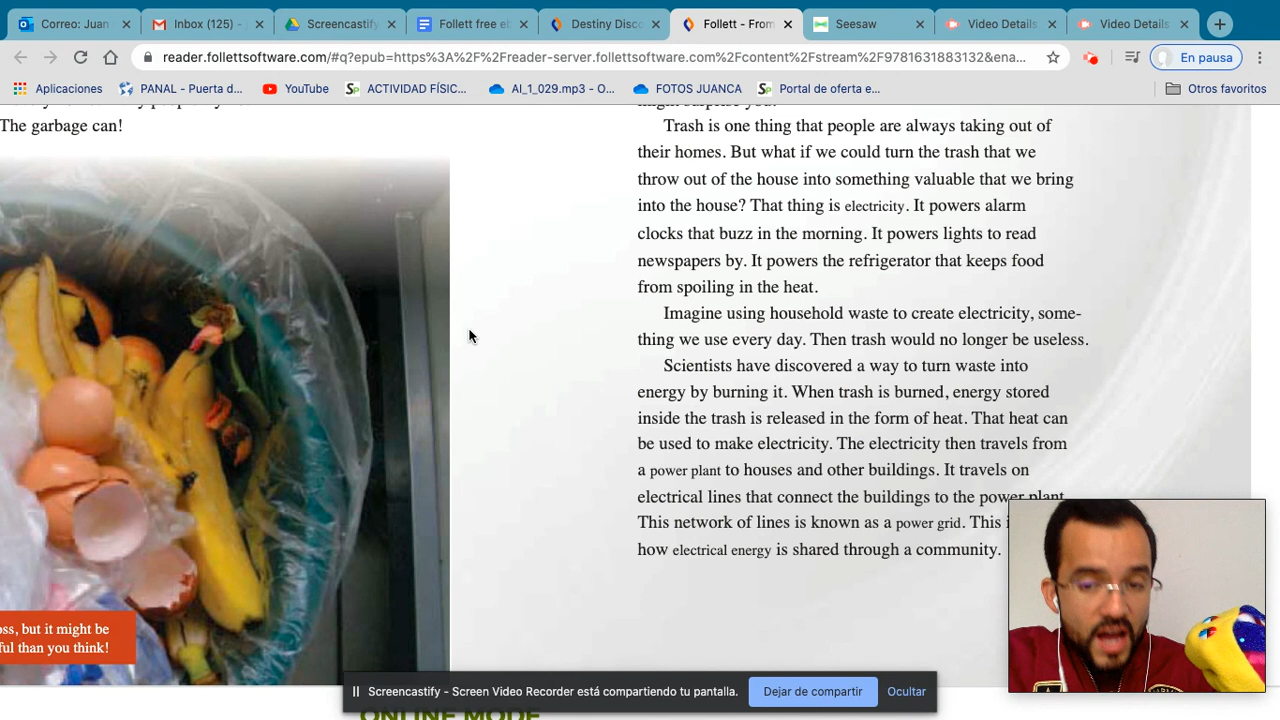 Correo: Juan
Inbox (125) -
Screencastify
Follett free e
Destiny Disc
Follett - From
Seesaw
Video Details
Video Details
reader.follettsoftware.com/#q?epub=https%3A%2F%2Freader-server.follettsoftware.com%2Fcontent%2Fstream%2F9781631883132&ena...
En pausa
Aplicaciones
PANAL - Puerta d...
YouTube
ACTIVIDAD FÍSIC...
AI_1_029.mp3 - O...
FOTOS JUANCA
Portal de oferta e...
Otros favoritos
The garbage can!
might surprise you.
Trash is one thing that people are always taking out of
their homes. But what if we could turn the trash that we
throw out of the house into something valuable that we bring
into the house? That thing is electricity. It powers alarm
clocks that buzz in the morning. It powers lights to read
newspapers by. It powers the refrigerator that keeps food
from spoiling in the heat.
Imagine using household waste to create electricity, some-
thing we use every day. Then trash would no longer be useless.
Scientists have discovered a way to turn waste into
energy by burning it. When trash is burned, energy stored
inside the trash is released in the form of heat. That heat can
be used to make electricity. The electricity then travels from
a power plant to houses and other buildings. It travels on
electrical lines that connect the buildings to the power plant.
This network of lines is known as a power grid. This
how electrical energy is shared through a community.
oss, but it might be
ful than you think!
Screencastify - Screen Video Recorder está compartiendo tu pantalla.
Dejar de compartir
Ocultar
ONLINE MODE